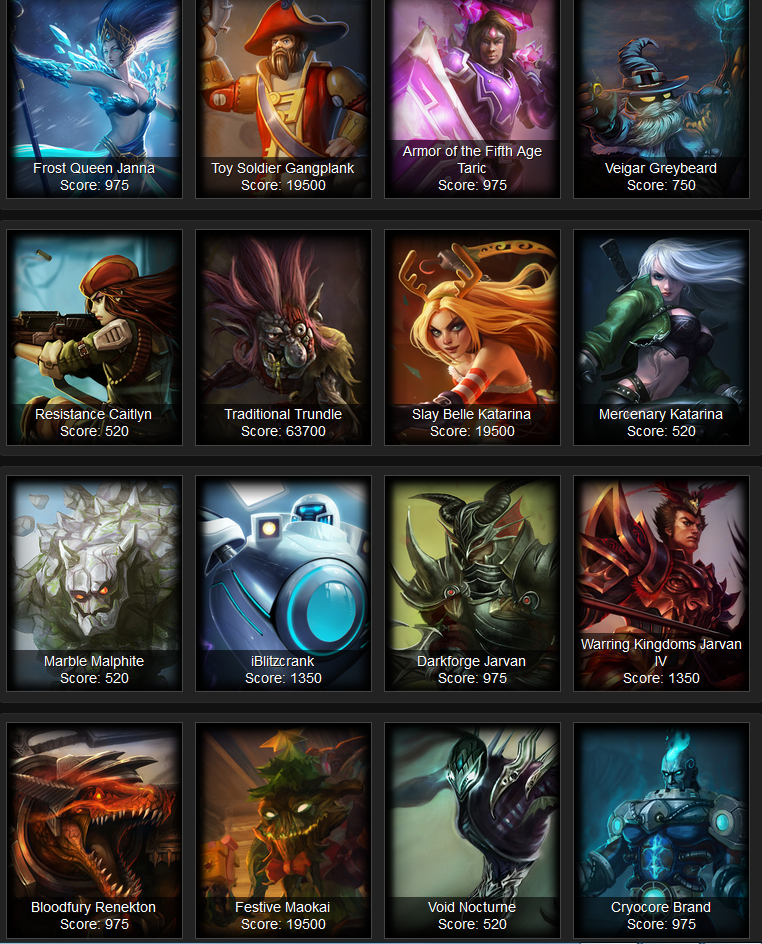 Frost Queen Janna
Score: 975
Toy Soldier Gangplank
Score: 19500
Armor of the Fifth Age
Taric
Score: 975
Veigar Greybeard
Score: 750
Resistance Caitlyn
Score: 520
Traditional Trundle
Score: 63700
Slay Belle Katarina
Score: 19500
Mercenary Katarina
Score: 520
Marble Malphite
Score: 520
iBlitzcrank
Score: 1350
Darkforge Jarvan
Score: 975
Warring Kingdoms Jarvan
IV
Score: 1350
Bloodfury Renekton
Score: 975
Festive Maokai
Score: 19500
Void Nocturne
Score: 520
Cryocore Brand
Score: 975